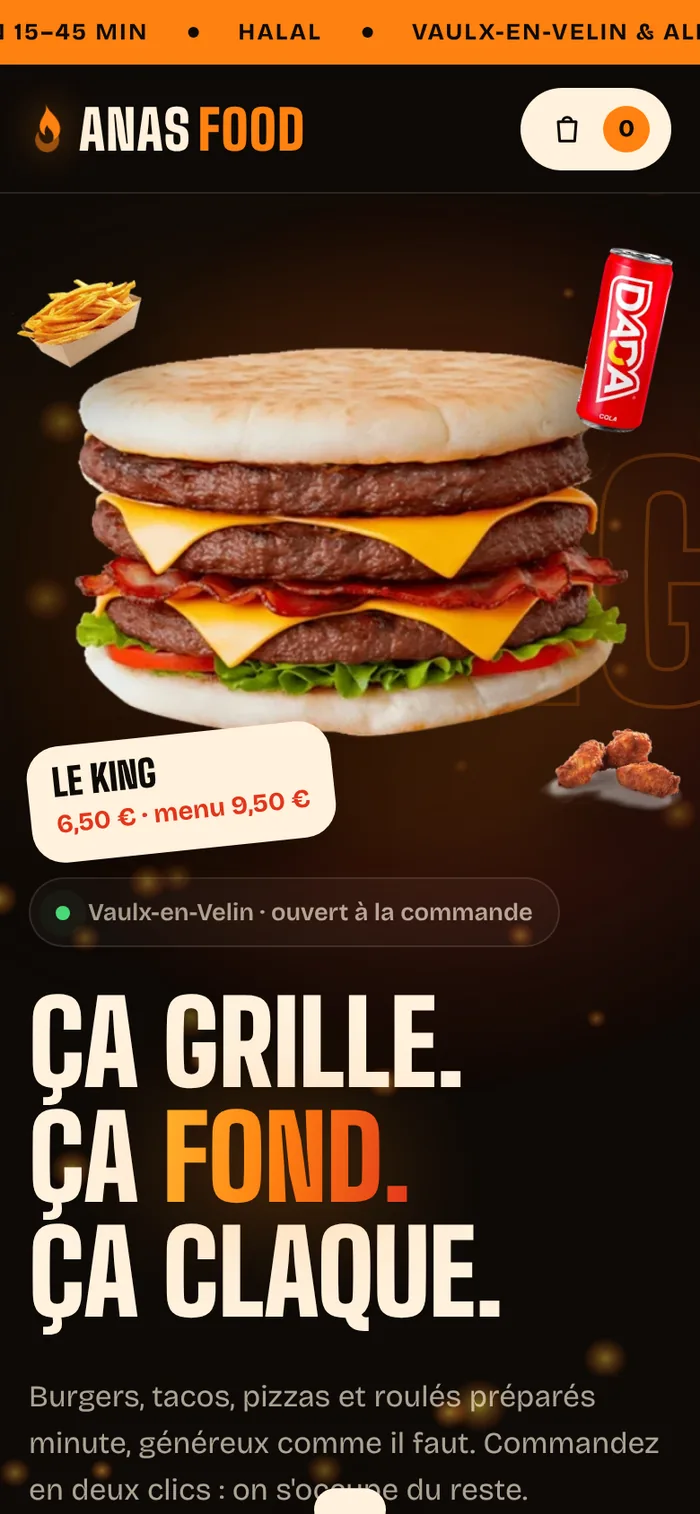 15–45 MIN • HALAL • VAULX-EN-VELIN &
ANAS FOOD
0
DADA
COLA
G
LE KING
6,50 € · menu 9,50 €
Vaulx-en-Velin · ouvert à la commande
ÇA GRILLE.
ÇA FOND.
ÇA CLAQUE.
Burgers, tacos, pizzas et roulés préparés
minute, généreux comme il faut. Commandez
en deux clics : on s'occupe du reste.